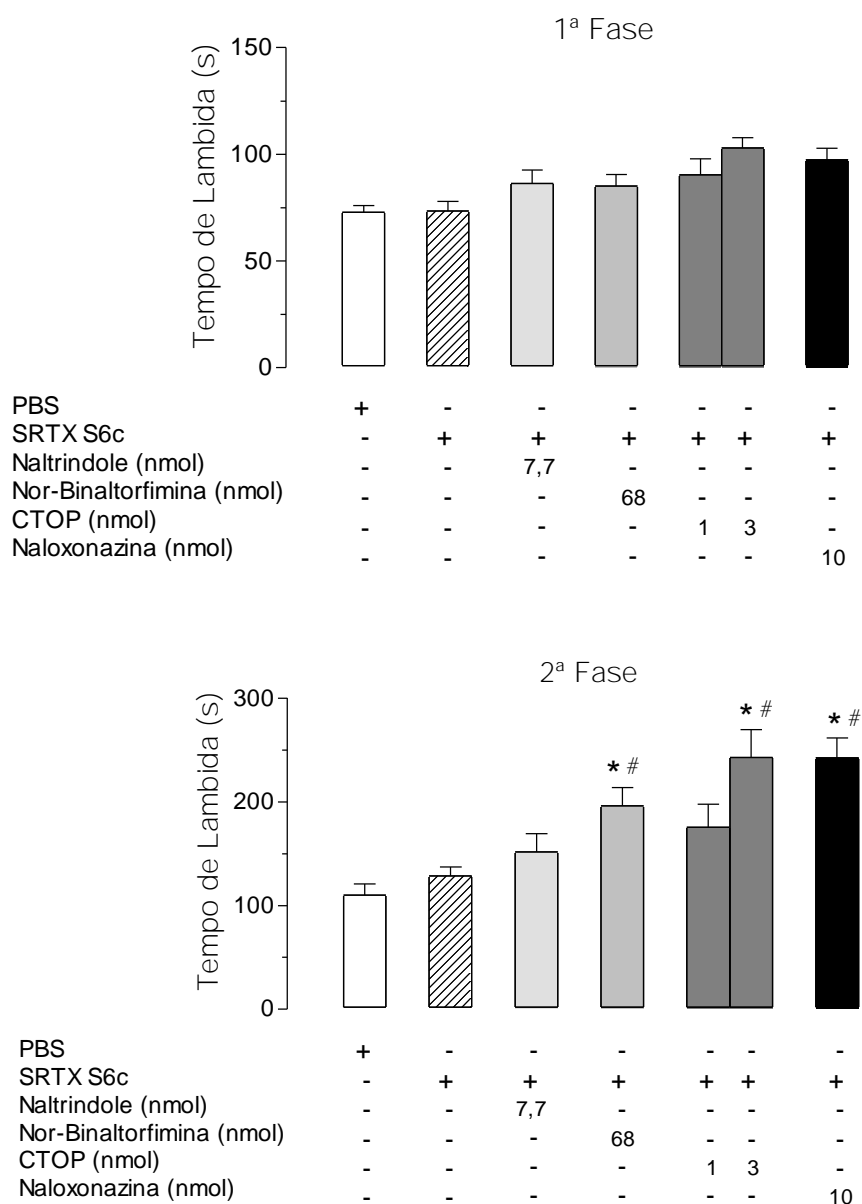 1ª Fase
Tempo de Lambida (s)
150
100
50
0
PBS + - - - - - -
SRTX S6c - + + + + + +
Naltrindole (nmol) - - 7,7 - - - -
Nor-Binaltorfimina (nmol) - - - 68 - - -
CTOP (nmol) - - - - 1 3 -
Naloxonazina (nmol) - - - - - - 10
2ª Fase
Tempo de Lambida (s)
300
200
100
0
* #
* #
* #
PBS + - - - - - -
SRTX S6c - + + + + + +
Naltrindole (nmol) - - 7,7 - - - -
Nor-Binaltorfimina (nmol) - - - 68 - - -
CTOP (nmol) - - - - 1 3 -
Naloxonazina (nmol) - - - - - - 10